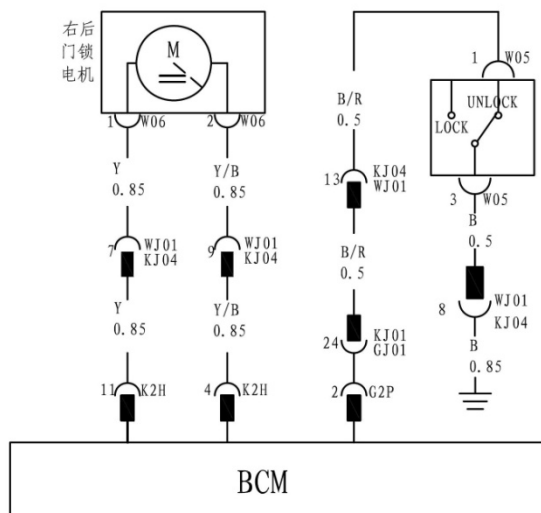 右后
门锁
电机
M
1 W06
2 W06
1 W05
UNLOCK
LOCK
3 W05
Y
0.85
Y/B
0.85
B/R
0.5
13 KJ04
WJ01
B
0.5
7 WJ01
KJ04
9 WJ01
KJ04
B/R
0.5
8 WJ01
KJ04
Y
0.85
Y/B
0.85
24 KJ01
GJ01
B
0.85
11 K2H
4 K2H
2 G2P
BCM